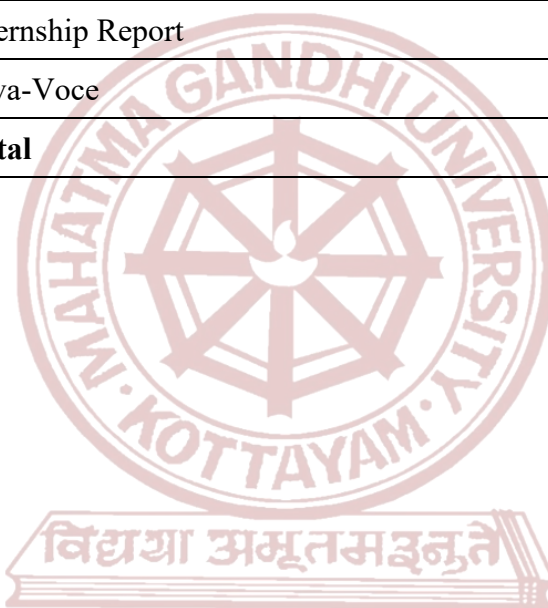 ernship Report
va-Voce
tal
MAHATMA GANDHI UNIVERSITY
· KOTTAYAM ·
विद्यया अमृतमश्नुते